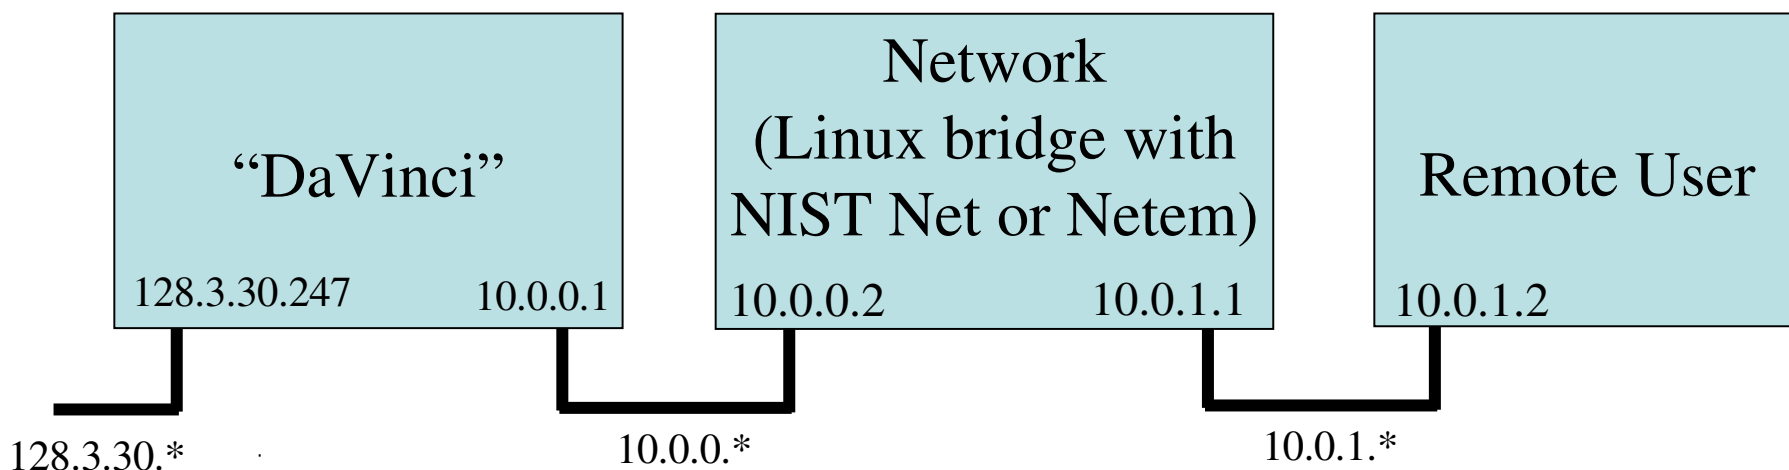 “DaVinci”
128.3.30.247
10.0.0.1
Network
(Linux bridge with
NIST Net or Netem)
10.0.0.2
10.0.1.1
Remote User
10.0.1.2
128.3.30.*
10.0.0.*
10.0.1.*